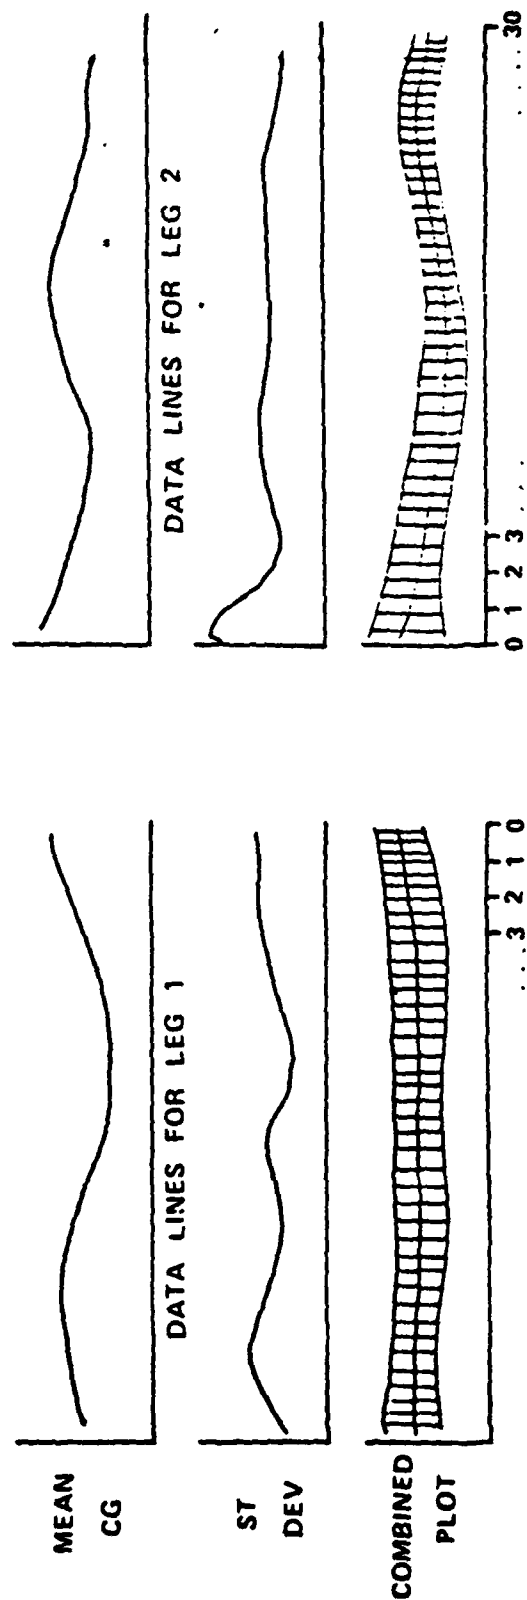 MEAN
CG
DATA LINES FOR LEG 1
DATA LINES FOR LEG 2
ST
DEV
COMBINED
PLOT
...3 2 1 0
0 1 2 3 ..... 30